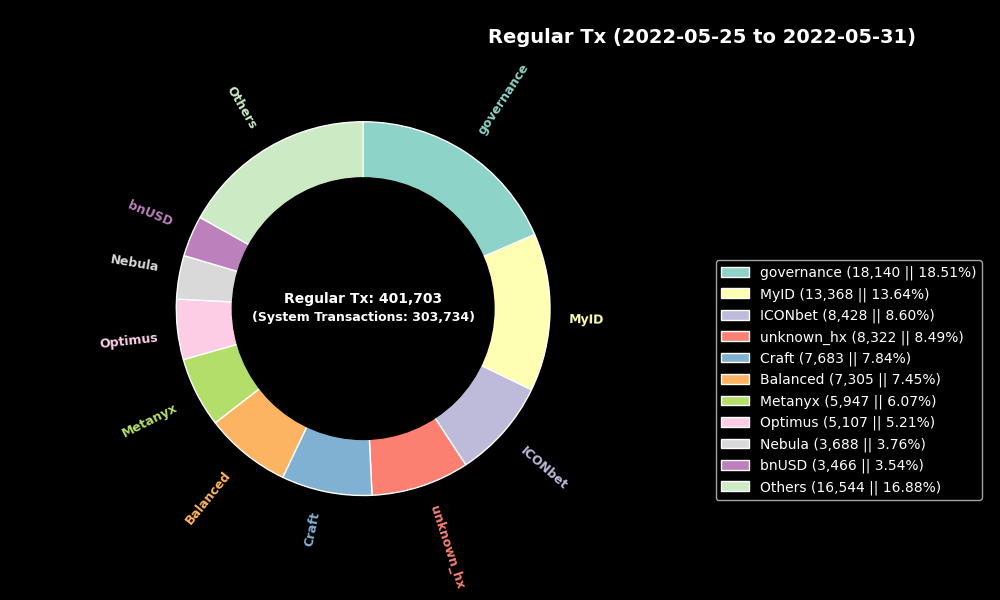 Regular Tx (2022-05-25 to 2022-05-31)
governance
Others
bnUSD
Nebula
Optimus
Metanyx
Balanced
Craft
unknown_hx
ICONbet
MyID
Regular Tx: 401,703
(System Transactions: 303,734)
governance (18,140 || 18.51%)
MyID (13,368 || 13.64%)
ICONbet (8,428 || 8.60%)
unknown_hx (8,322 || 8.49%)
Craft (7,683 || 7.84%)
Balanced (7,305 || 7.45%)
Metanyx (5,947 || 6.07%)
Optimus (5,107 || 5.21%)
Nebula (3,688 || 3.76%)
bnUSD (3,466 || 3.54%)
Others (16,544 || 16.88%)